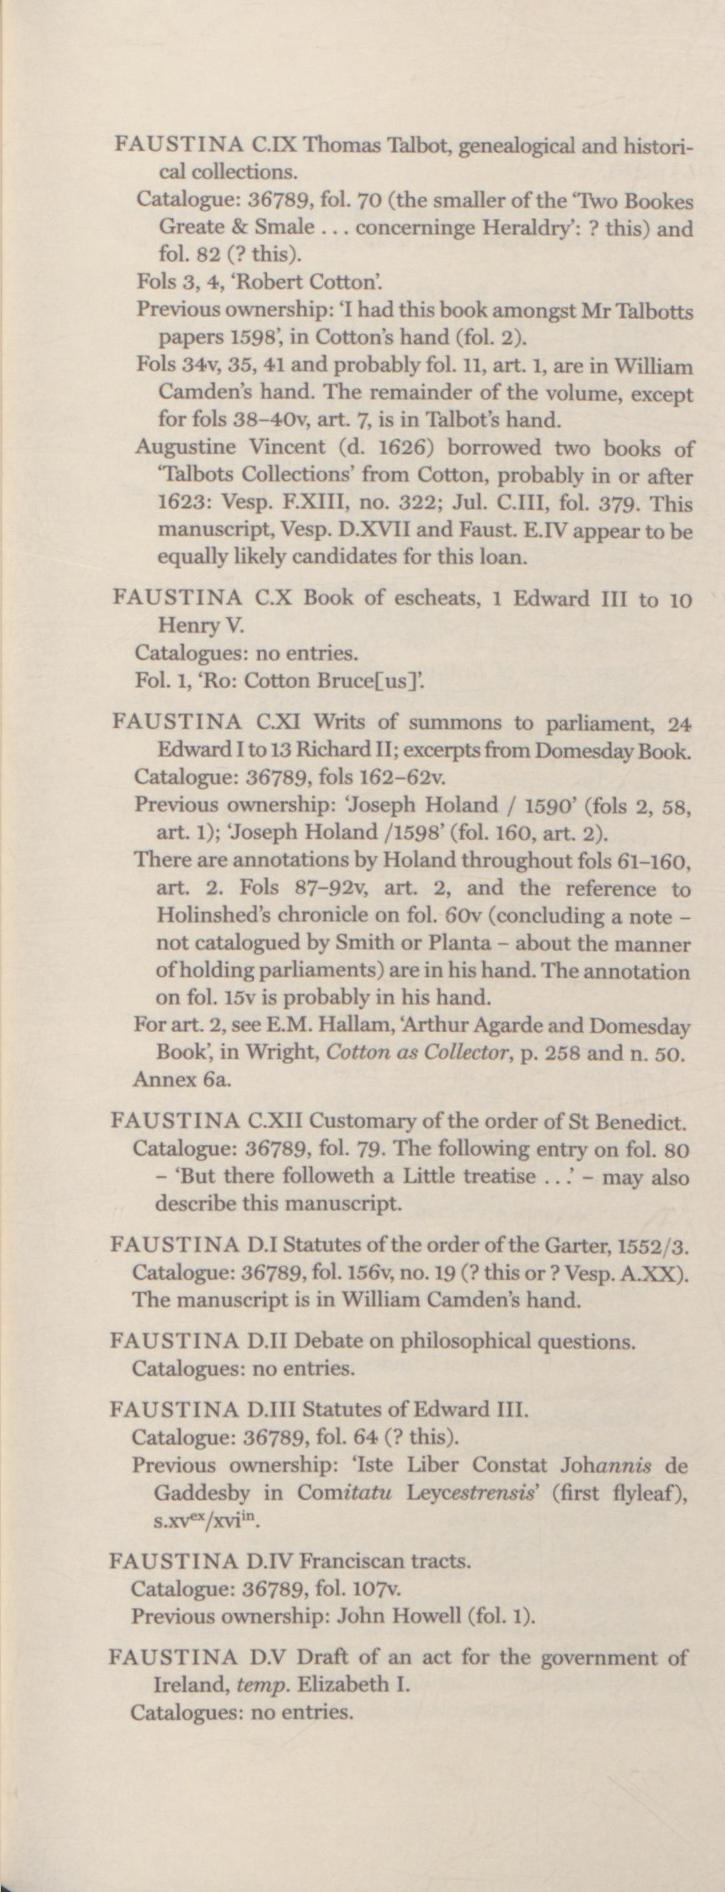 FAUSTINA C.IX Thomas Talbot, genealogical and histori-
cal collections.
Catalogue: 36789, fol. 70 (the smaller of the ‘Two Bookes
Greate & Smale . . . concerninge Heraldry’: ? this) and
fol. 82 (? this).
Fols 3, 4, ‘Robert Cotton’.
Previous ownership: ‘I had this book amongst Mr Talbotts
papers 1598’, in Cotton’s hand (fol. 2).
Fols 34v, 35, 41 and probably fol. 11, art. 1, are in William
Camden’s hand. The remainder of the volume, except
for fols 38–40v, art. 7, is in Talbot’s hand.
Augustine Vincent (d. 1626) borrowed two books of
‘Talbots Collections’ from Cotton, probably in or after
1623: Vesp. F.XIII, no. 322; Jul. C.III, fol. 379. This
manuscript, Vesp. D.XVII and Faust. E.IV appear to be
equally likely candidates for this loan.
FAUSTINA C.X Book of escheats, 1 Edward III to 10
Henry V.
Catalogues: no entries.
Fol. 1, ‘Ro: Cotton Bruce[us]’.
FAUSTINA C.XI Writs of summons to parliament, 24
Edward I to 13 Richard II; excerpts from Domesday Book.
Catalogue: 36789, fols 162–62v.
Previous ownership: ‘Joseph Holand / 1590’ (fols 2, 58,
art. 1); ‘Joseph Holand /1598’ (fol. 160, art. 2).
There are annotations by Holand throughout fols 61–160,
art. 2. Fols 87–92v, art. 2, and the reference to
Holinshed’s chronicle on fol. 60v (concluding a note –
not catalogued by Smith or Planta – about the manner
of holding parliaments) are in his hand. The annotation
on fol. 15v is probably in his hand.
For art. 2, see E.M. Hallam, ‘Arthur Agarde and Domesday
Book’, in Wright, Cotton as Collector, p. 258 and n. 50.
Annex 6a.
FAUSTINA C.XII Customary of the order of St Benedict.
Catalogue: 36789, fol. 79. The following entry on fol. 80
– ‘But there followeth a Little treatise . . .’ – may also
describe this manuscript.
FAUSTINA D.I Statutes of the order of the Garter, 1552/3.
Catalogue: 36789, fol. 156v, no. 19 (? this or ? Vesp. A.XX).
The manuscript is in William Camden’s hand.
FAUSTINA D.II Debate on philosophical questions.
Catalogues: no entries.
FAUSTINA D.III Statutes of Edward III.
Catalogue: 36789, fol. 64 (? this).
Previous ownership: ‘Iste Liber Constat Johannis de
Gaddesby in Comitatu Leycestrensis’ (first flyleaf),
s.xvᵉˣ/xviⁱⁿ.
FAUSTINA D.IV Franciscan tracts.
Catalogue: 36789, fol. 107v.
Previous ownership: John Howell (fol. 1).
FAUSTINA D.V Draft of an act for the government of
Ireland, temp. Elizabeth I.
Catalogues: no entries.